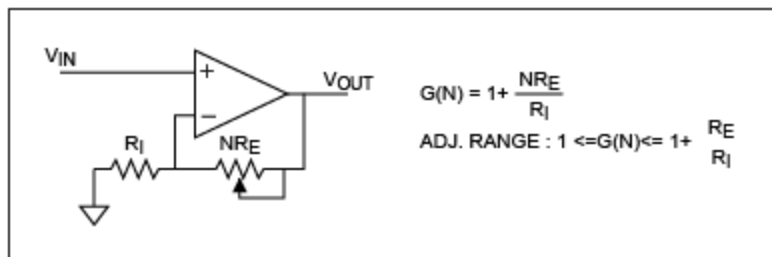 VIN
+
VOUT
−
RI
NRE
G(N) = 1+ NRE
RI
ADJ. RANGE : 1 <=G(N)<= 1+ RE
RI